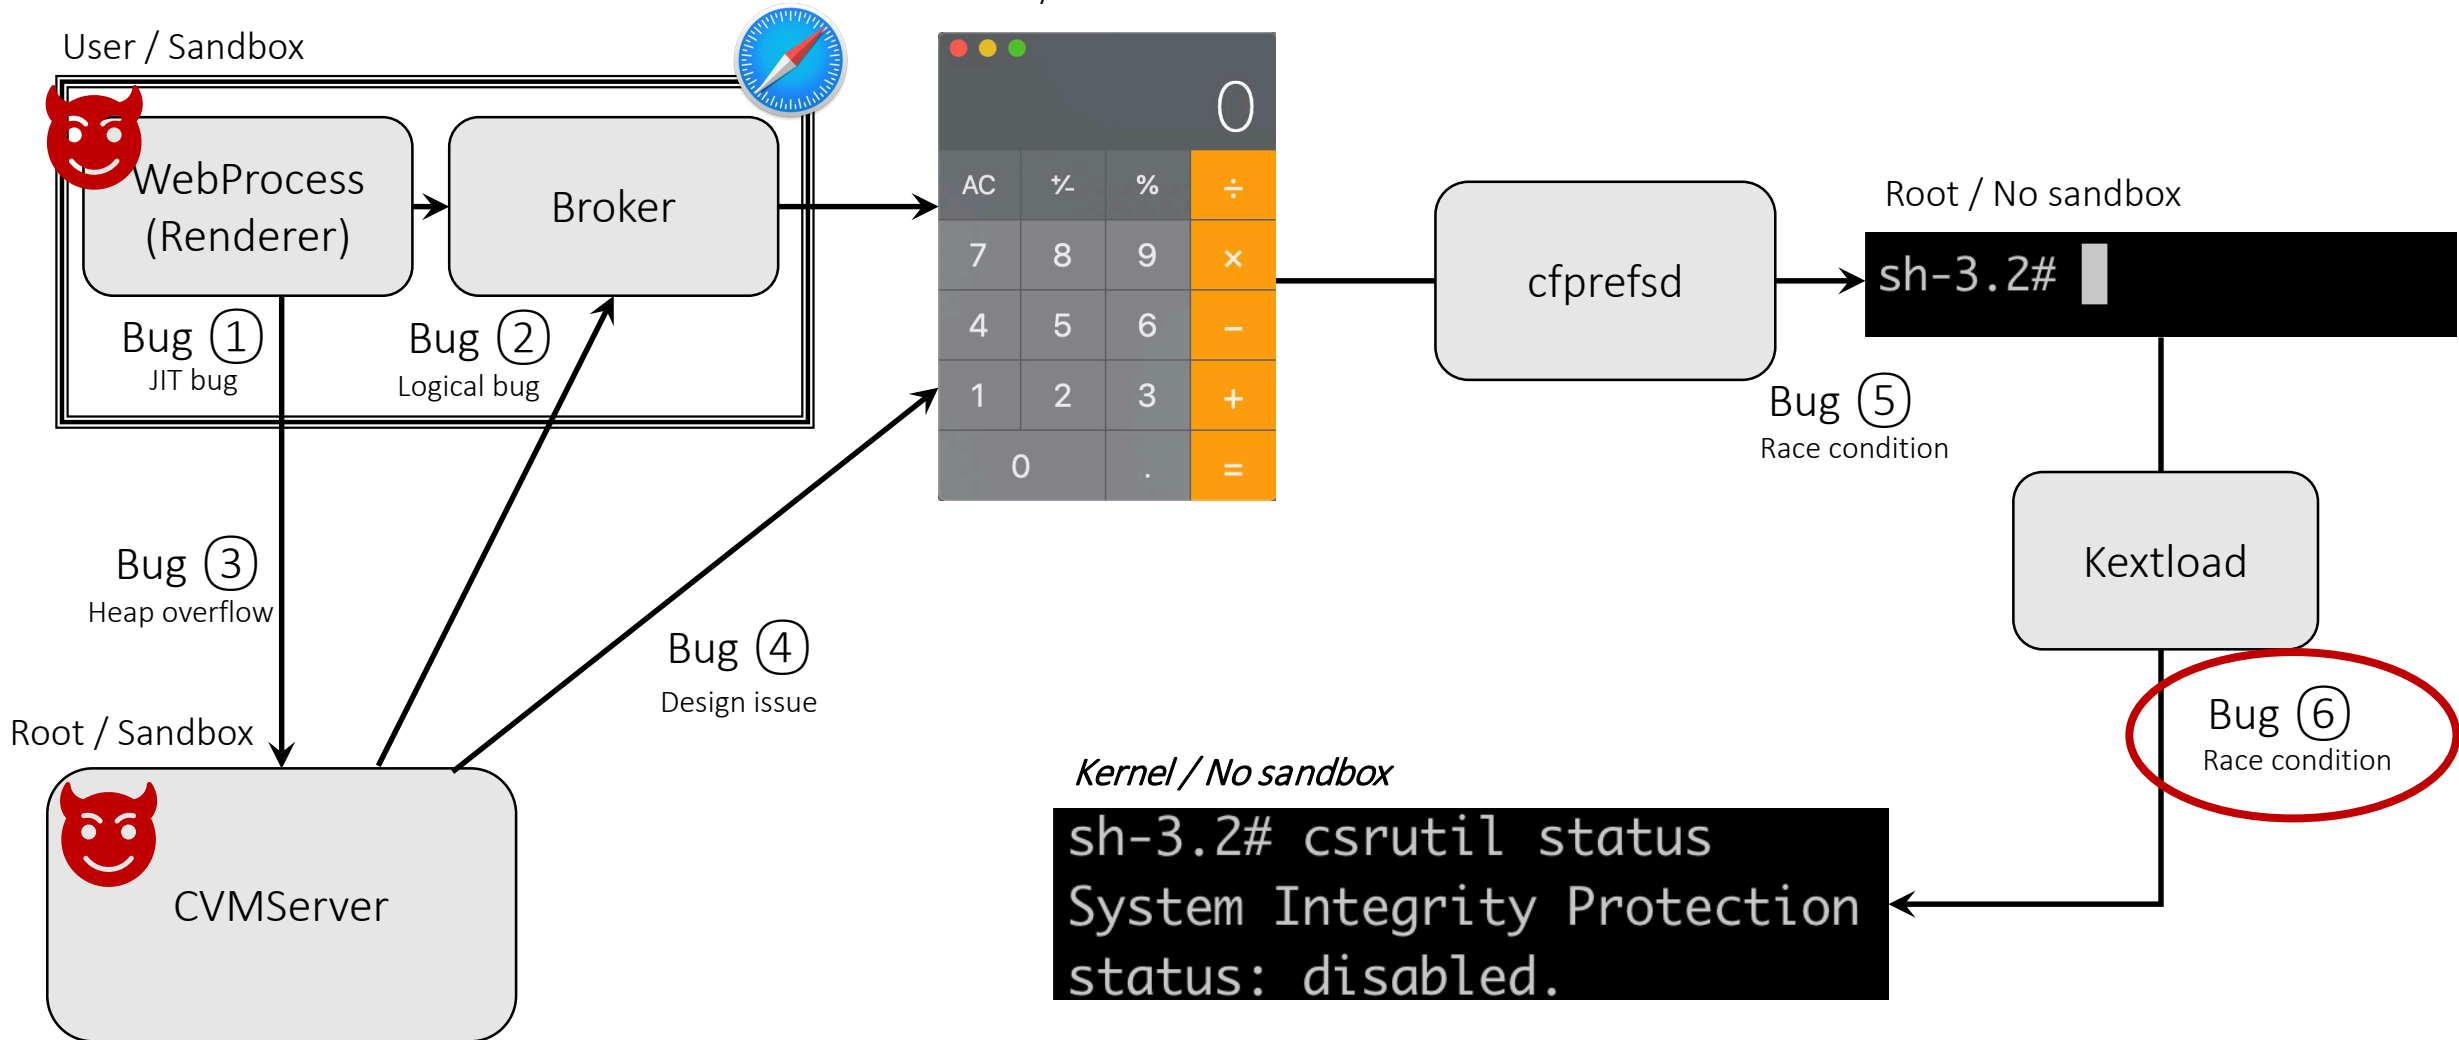 User / Sandbox
WebProcess
(Renderer)
Broker
Bug ①
JIT bug
Bug ②
Logical bug
0
AC ⁺⁄₋ % ÷
7 8 9 ×
4 5 6 −
1 2 3 +
0 . =
cfprefsd
Root / No sandbox
sh-3.2#
Bug ⑤
Race condition
Kextload
Bug ③
Heap overflow
Bug ④
Design issue
Bug ⑥
Race condition
Root / Sandbox
CVMServer
Kernel / No sandbox
sh-3.2# csrutil status
System Integrity Protection
status: disabled.